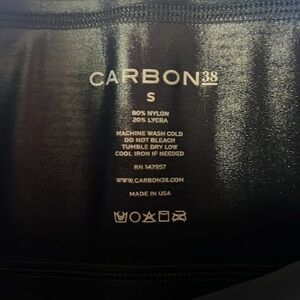 CARBON38
S
80% NYLON
20% LYCRA
MACHINE WASH COLD
DO NOT BLEACH
TUMBLE DRY LOW
COOL IRON IF NEEDED
RN 147957
WWW.CARBON38.COM
MADE IN USA